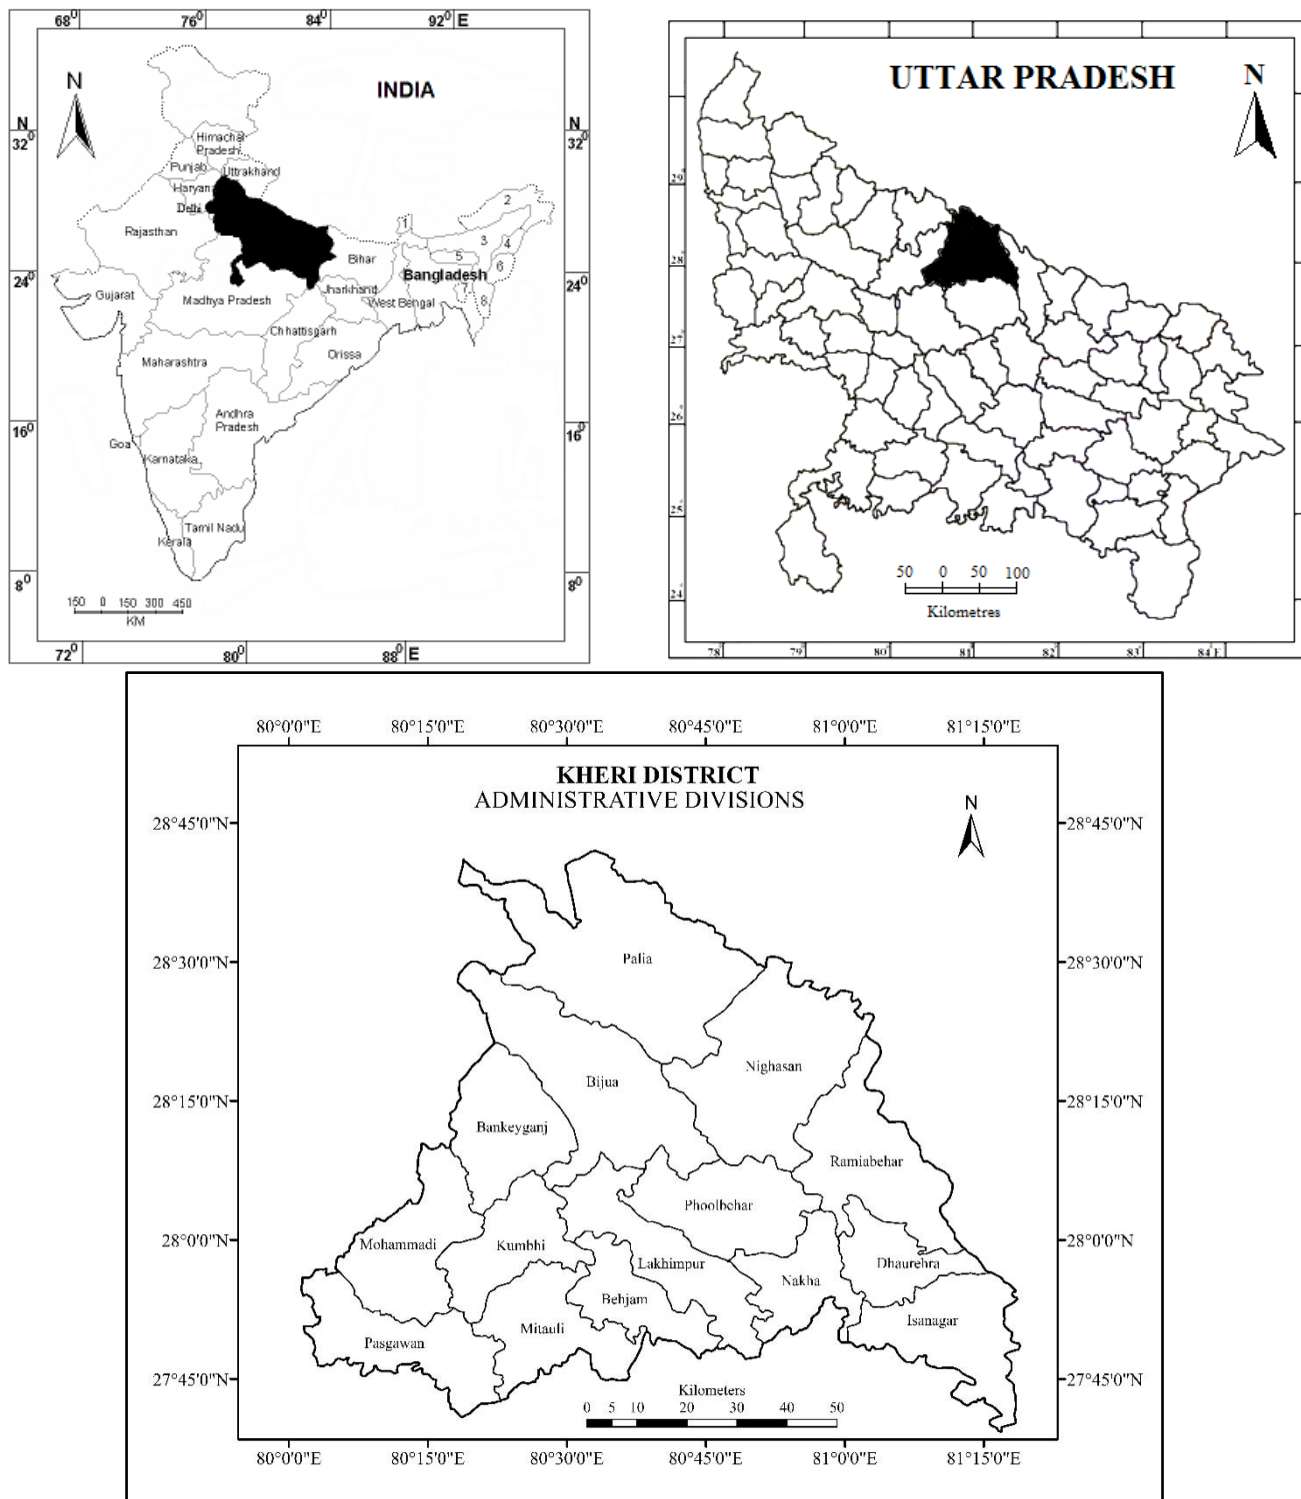 68⁰ 76⁰ 84⁰ 92⁰ E
INDIA
N
N
32⁰
N
32⁰
Himachal
Pradesh
Punjab
Uttrakhand
Haryana
Delhi
Rajasthan
1
2
3
4
5
6
7
8
Bihar
Bangladesh
24⁰
24⁰
Gujarat
Madhya Pradesh
Jharkhand
West Bengal
Chhattisgarh
Orissa
Maharashtra
Andhra
Pradesh
16⁰
16⁰
Goa
Karnataka
Tamil Nadu
Kerala
8⁰
8⁰
150 0 150 300 450
KM
72⁰ 80⁰ 88⁰ E
UTTAR PRADESH
N
29
28
27
26
25
24
50 0 50 100
Kilometres
78 79 80 81 82 83 84 E
80°0'0"E 80°15'0"E 80°30'0"E 80°45'0"E 81°0'0"E 81°15'0"E
KHERI DISTRICT
ADMINISTRATIVE DIVISIONS
N
28°45'0"N 28°45'0"N
Palia
28°30'0"N 28°30'0"N
Nighasan
Bijua
28°15'0"N 28°15'0"N
Bankeyganj
Ramiabehar
Phoolbehar
28°0'0"N 28°0'0"N
Mohammadi
Kumbhi
Lakhimpur
Dhaurehra
Nakha
Behjam
Isanagar
Mitauli
Pasgawan
27°45'0"N 27°45'0"N
Kilometers
0 5 10 20 30 40 50
80°0'0"E 80°15'0"E 80°30'0"E 80°45'0"E 81°0'0"E 81°15'0"E